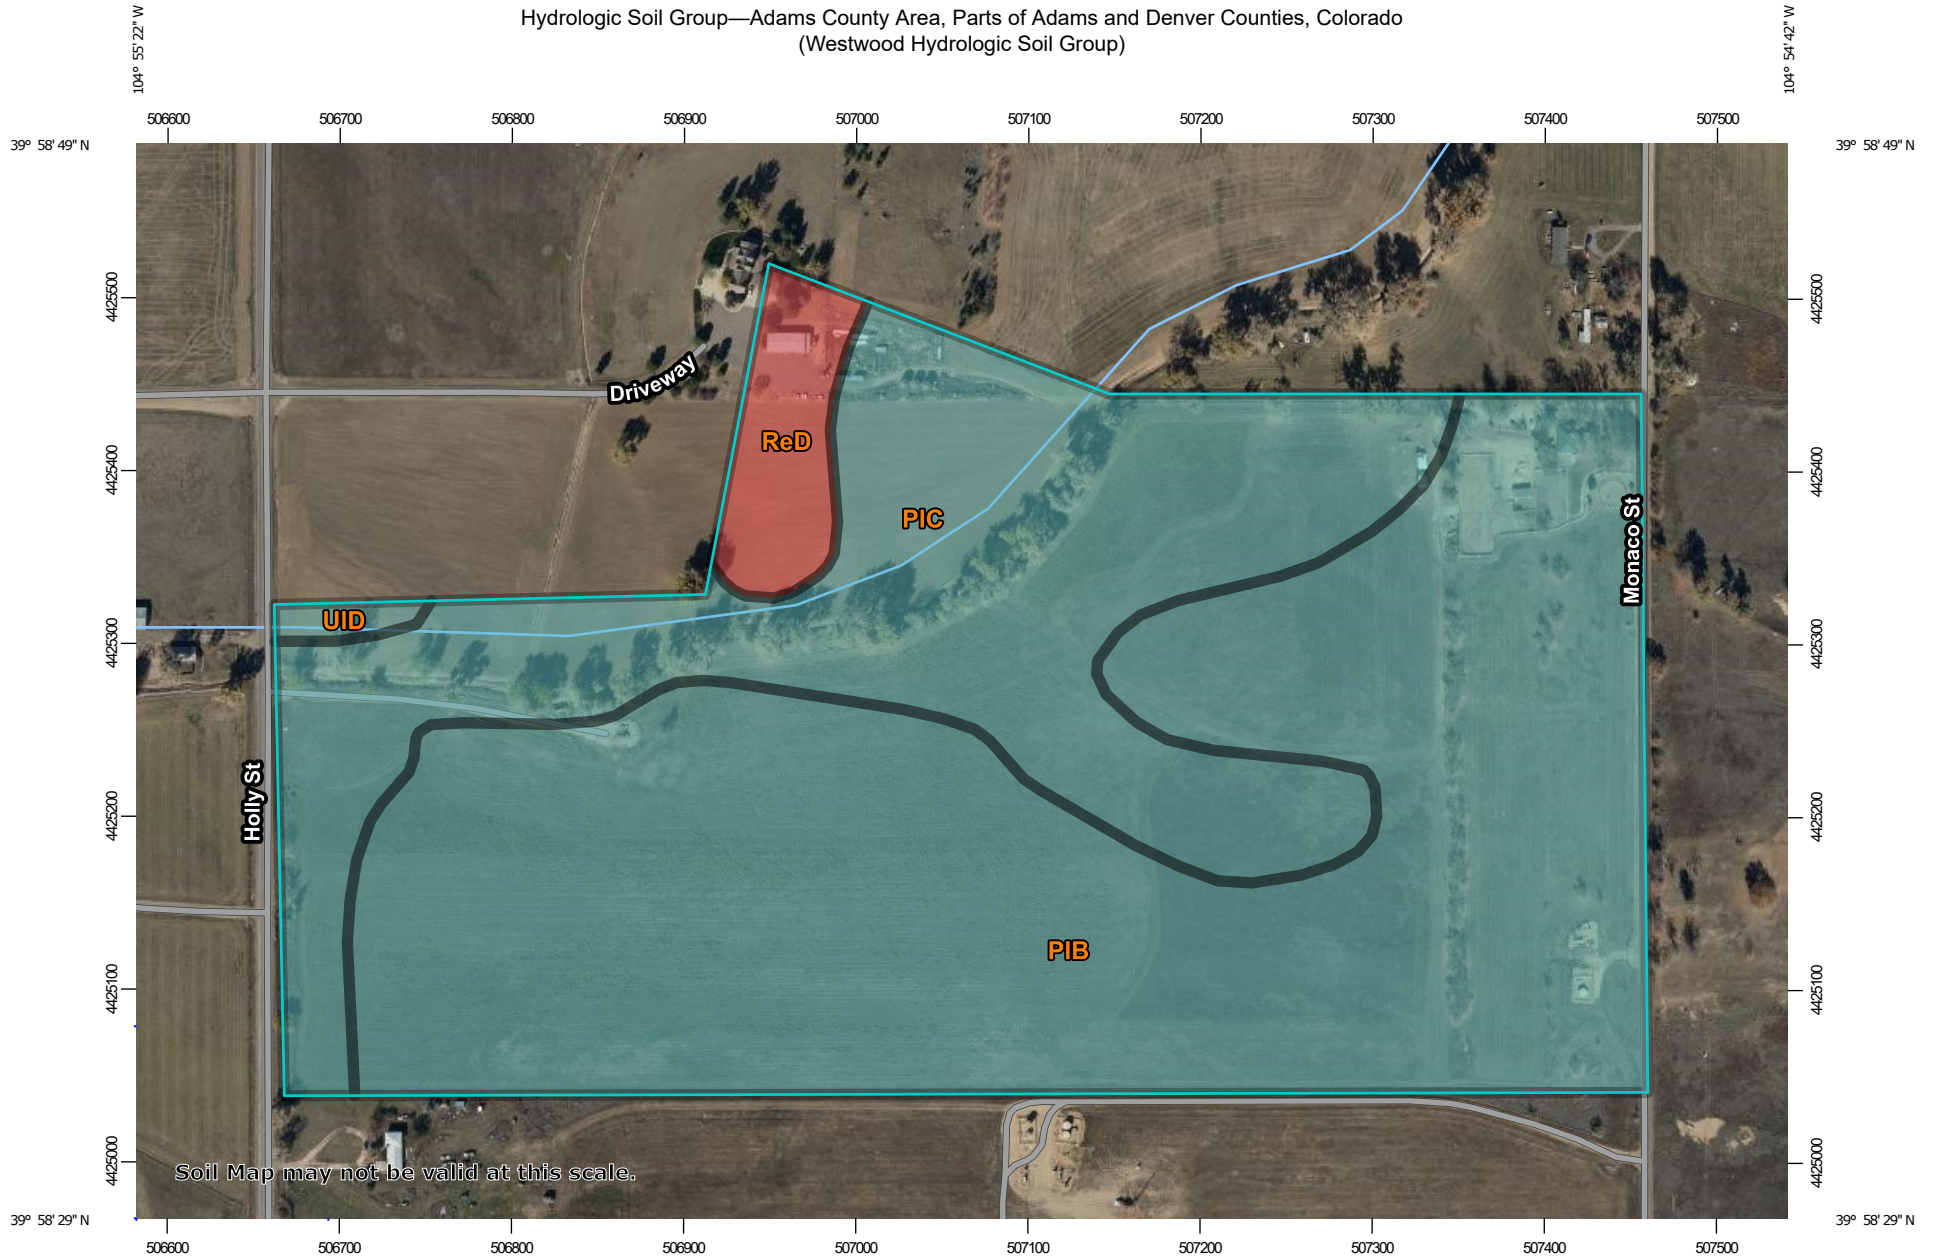 Hydrologic Soil Group—Adams County Area, Parts of Adams and Denver Counties, Colorado
(Westwood Hydrologic Soil Group)
104° 55' 22" W
104° 54' 42" W
506600 506700 506800 506900 507000 507100 507200 507300 507400 507500
39° 58' 49" N
39° 58' 49" N
4425500
4425500
Driveway
ReD
4425400
4425400
PIC
Monaco St
UID
4425300
4425300
Holly St
4425200
4425200
PIB
4425100
4425100
4425000
4425000
Soil Map may not be valid at this scale.
39° 58' 29" N
39° 58' 29" N
506600 506700 506800 506900 507000 507100 507200 507300 507400 507500